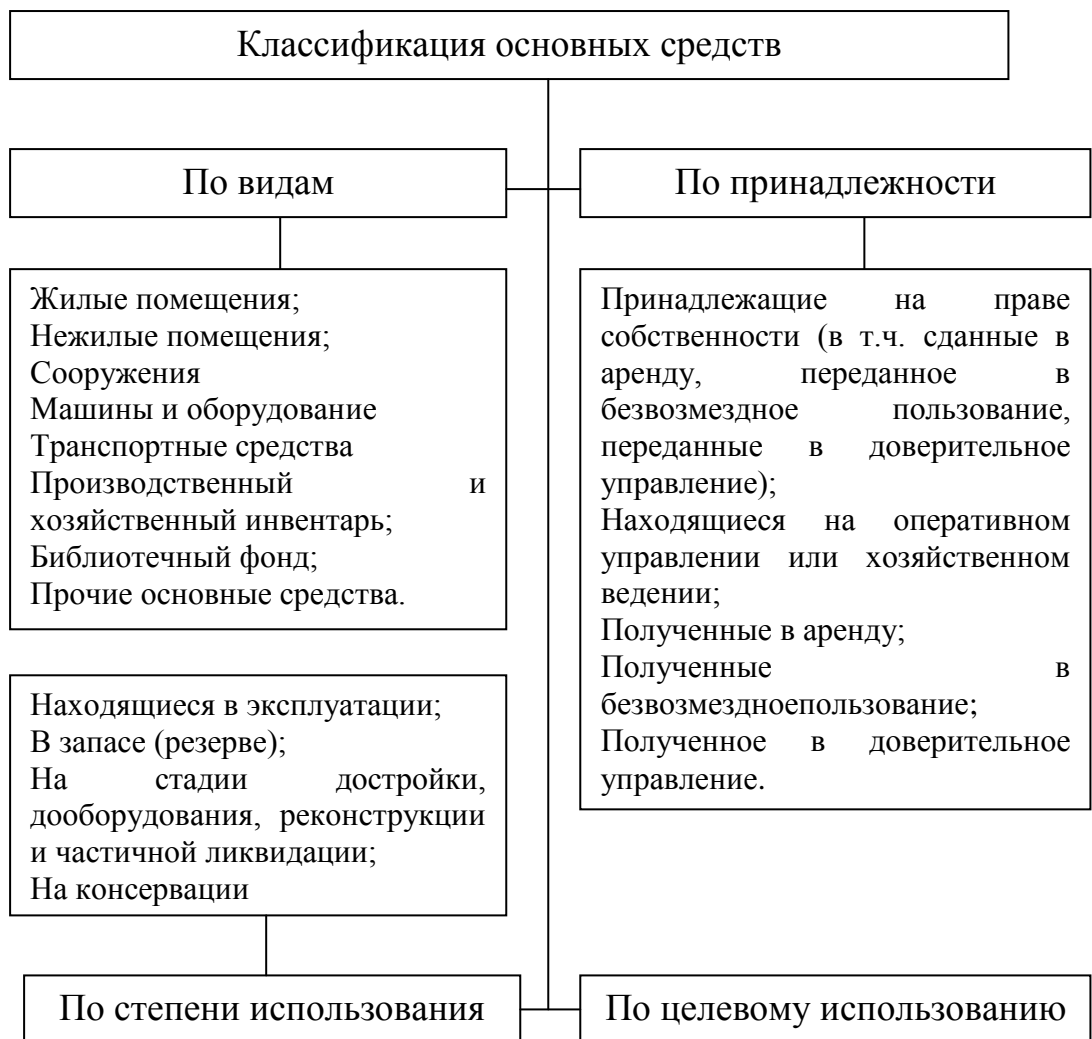 Классификация основных средств
По видам
По принадлежности
Жилые помещения;
Нежилые помещения;
Сооружения
Машины и оборудование
Транспортные средства
Производственный и
хозяйственный инвентарь;
Библиотечный фонд;
Прочие основные средства.
Принадлежащие на праве
собственности (в т.ч. сданные в
аренду, переданное в
безвозмездное пользование,
переданные в доверительное
управление);
Находящиеся на оперативном
управлении или хозяйственном
ведении;
Полученные в аренду;
Полученные в
безвозмездноепользование;
Полученное в доверительное
управление.
Находящиеся в эксплуатации;
В запасе (резерве);
На стадии достройки,
дооборудования, реконструкции
и частичной ликвидации;
На консервации
По степени использования
По целевому использованию